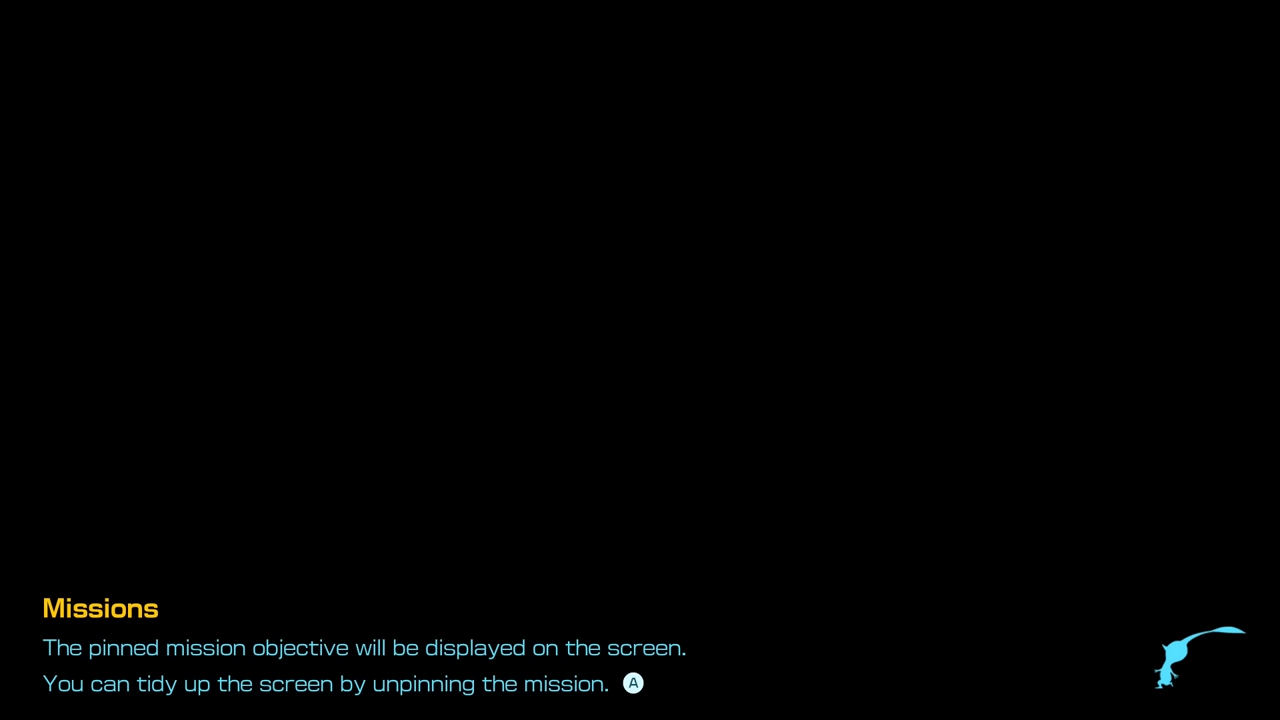 Missions
The pinned mission objective will be displayed on the screen.
You can tidy up the screen by unpinning the mission. A